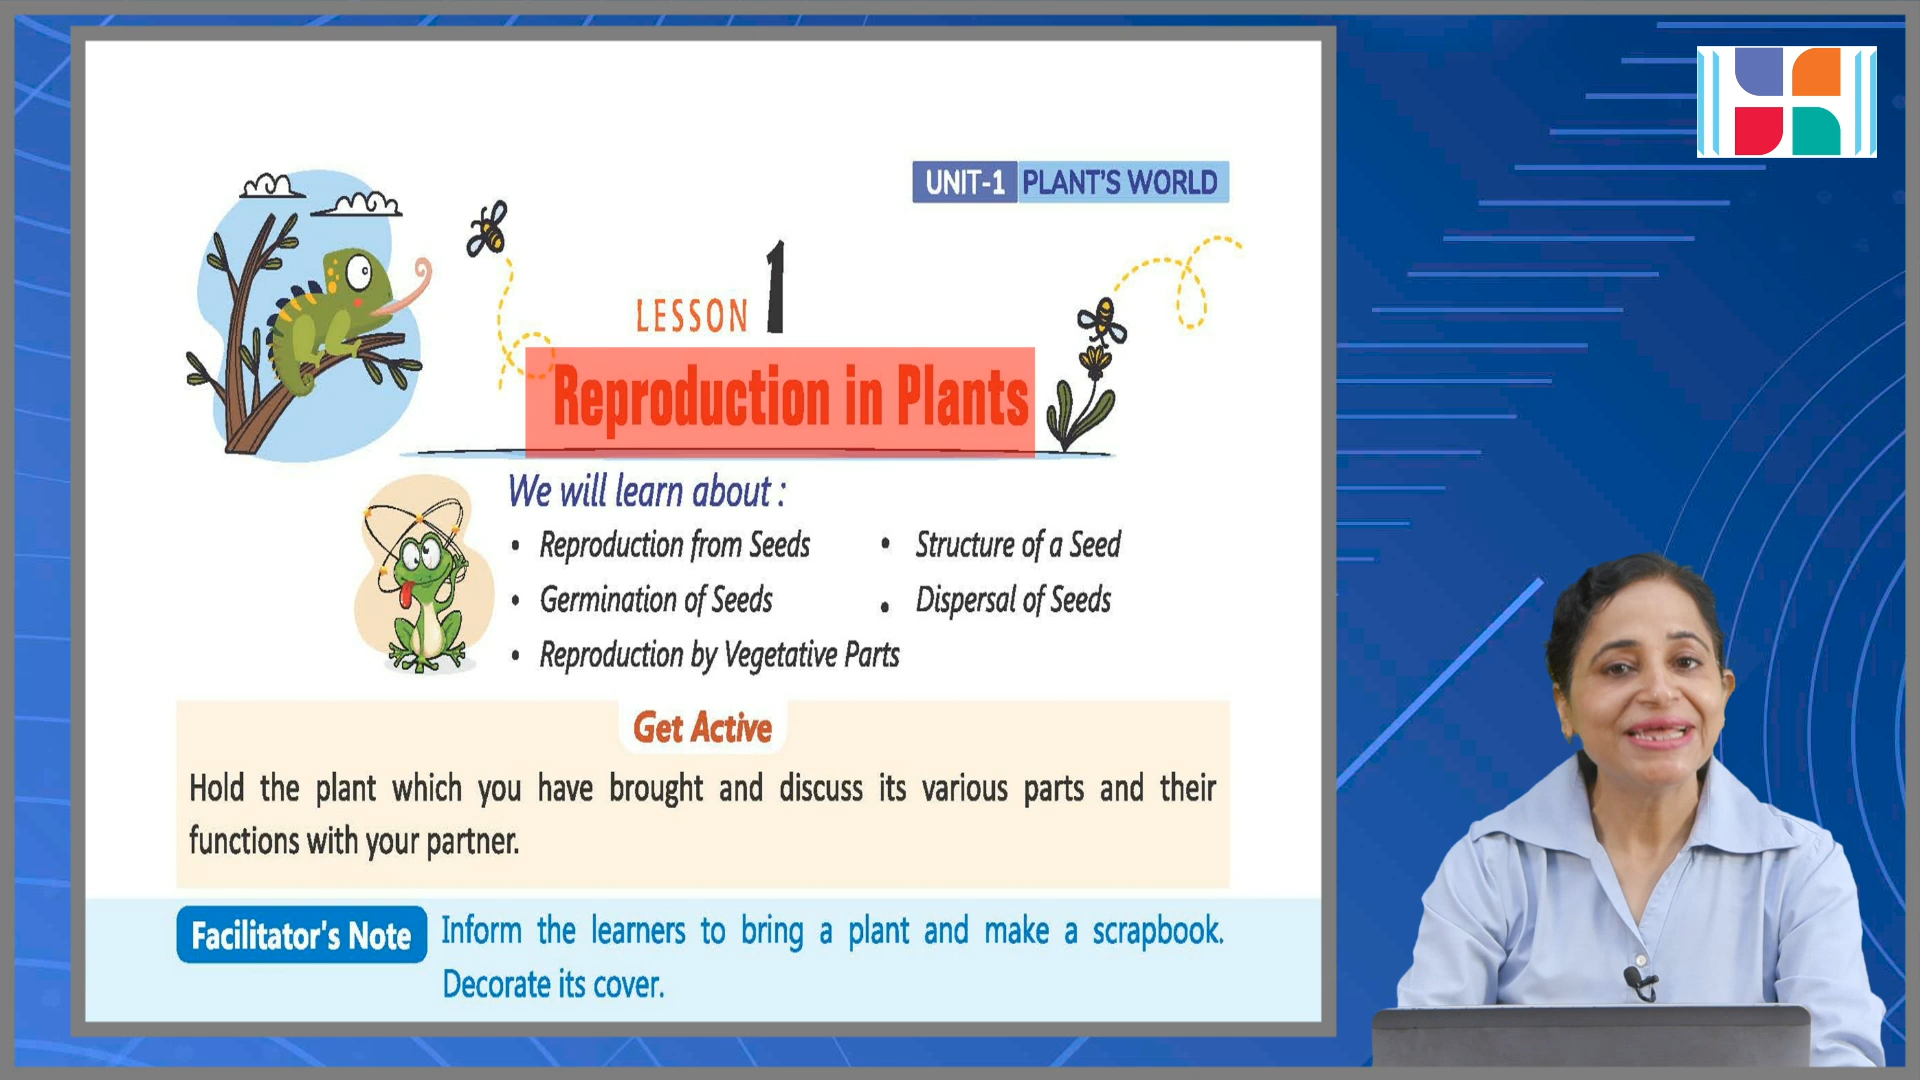 UNIT-1 PLANT'S WORLD
LESSON 1
Reproduction in Plants
We will learn about :
• Reproduction from Seeds
• Structure of a Seed
• Germination of Seeds
• Dispersal of Seeds
• Reproduction by Vegetative Parts
Get Active
Hold the plant which you have brought and discuss its various parts and their
functions with your partner.
Facilitator's Note Inform the learners to bring a plant and make a scrapbook.
Decorate its cover.